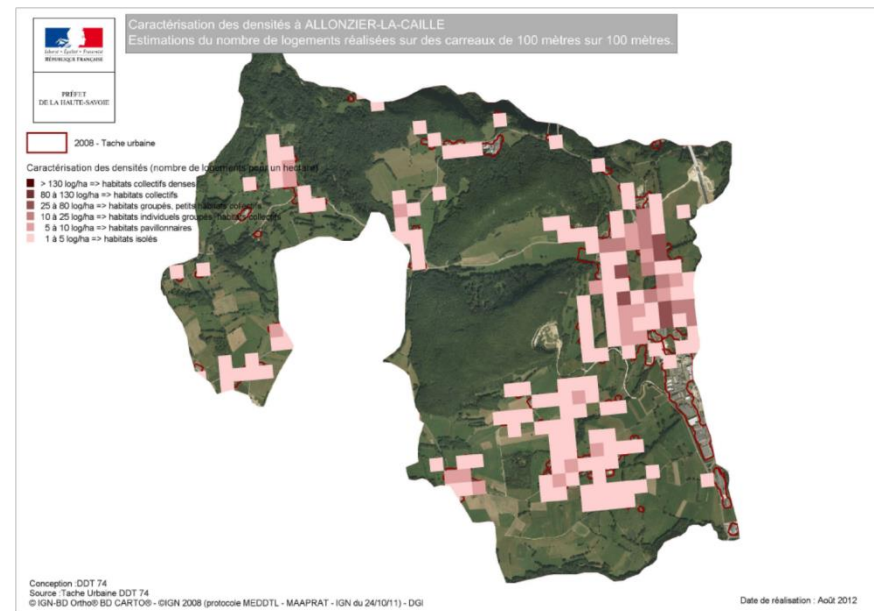 Caractérisation des densités à ALLONZIER-LA-CAILLE
Estimations du nombre de logements réalisées sur des carreaux de 100 mètres sur 100 mètres.
Liberté • Égalité • Fraternité
RÉPUBLIQUE FRANÇAISE
PRÉFET
DE LA HAUTE-SAVOIE
2008 - Tache urbaine
Caractérisation des densités (nombre de logements pour un hectare)
> 130 log/ha => habitats collectifs denses
80 à 130 log/ha => habitats collectifs
25 à 80 log/ha => habitats groupés, petits habitats collectifs
10 à 25 log/ha => habitats individuels groupés, habitats collectifs
5 à 10 log/ha => habitats pavillonnaires
1 à 5 log/ha => habitats isolés
Conception :DDT 74
Source :Tache Urbaine DDT 74
© IGN-BD Ortho® BD CARTO® - ©IGN 2008 (protocole MEDDTL - MAAPRAT - IGN du 24/10/11) - DGI
Date de réalisation : Août 2012